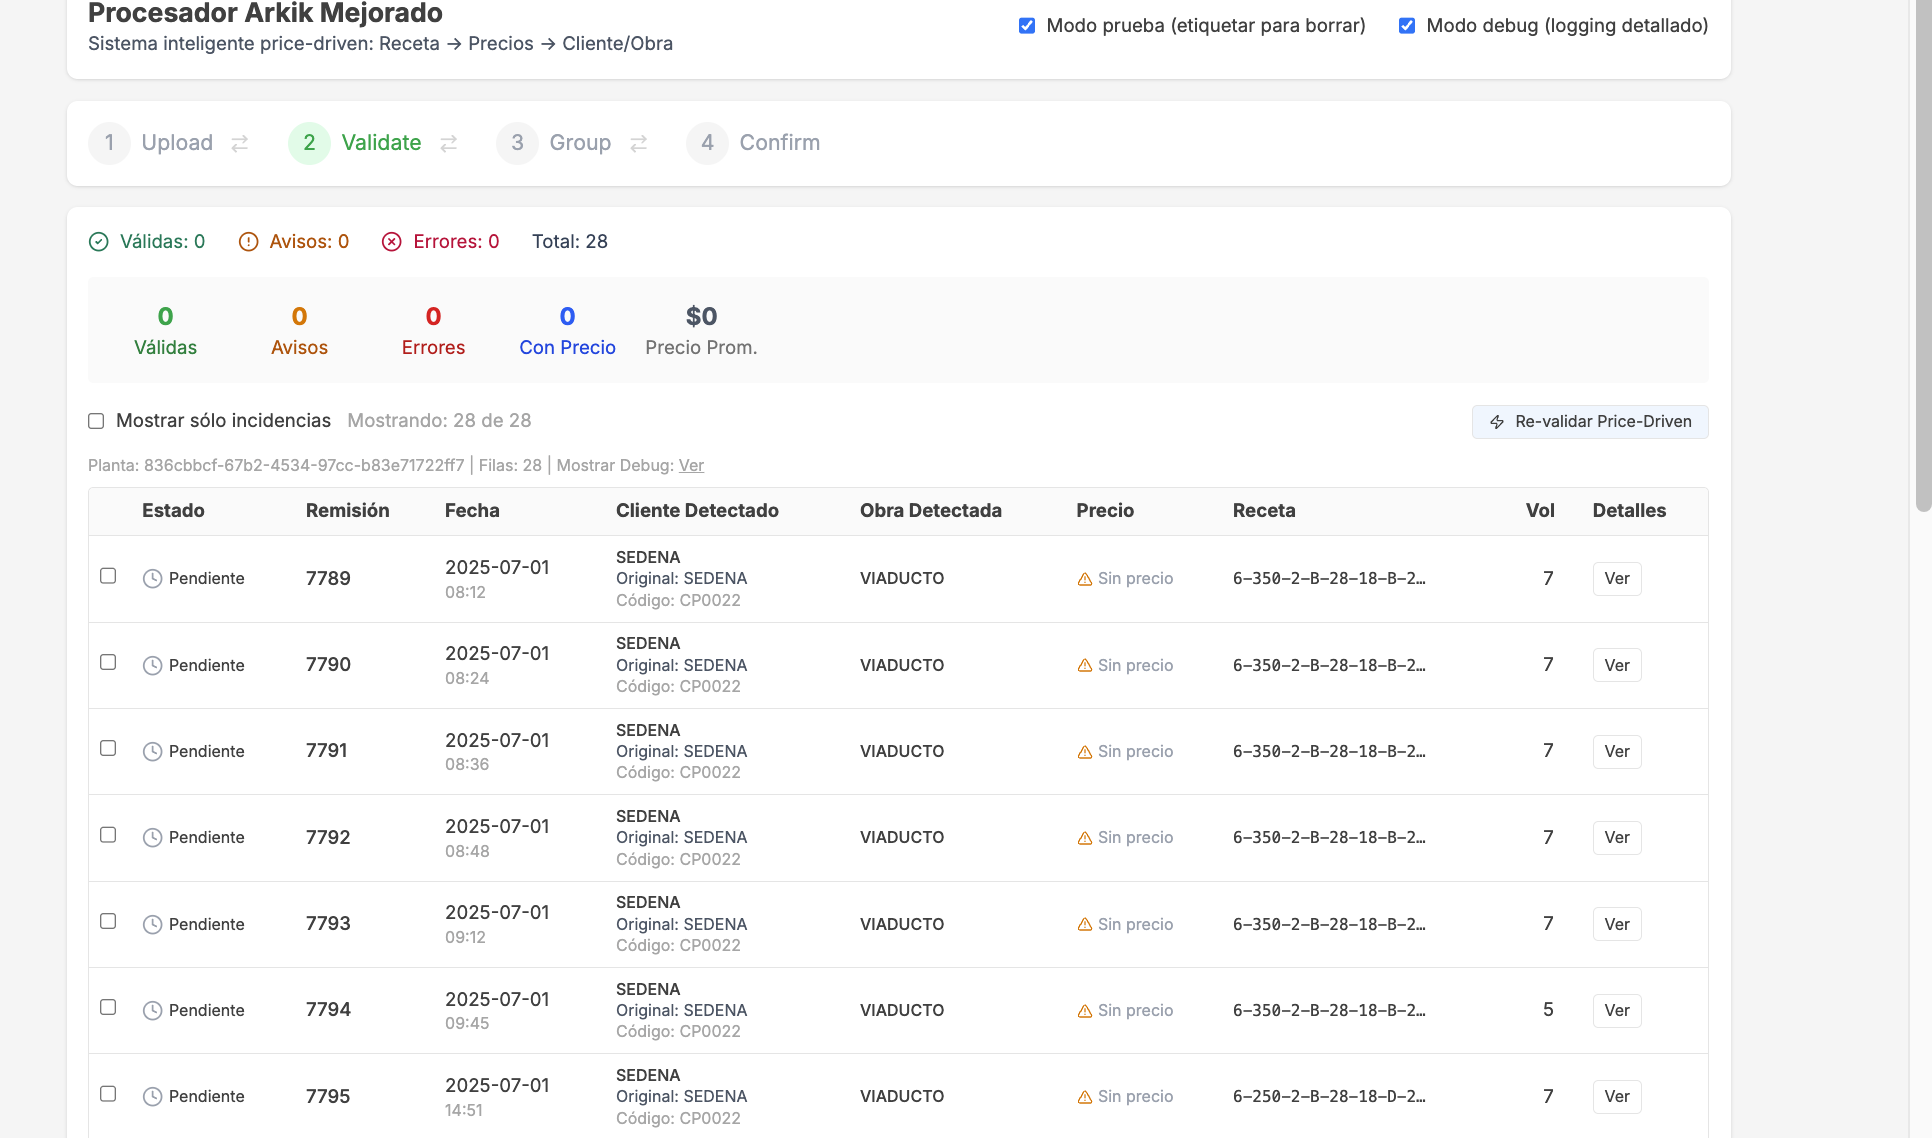 Procesador Arkik Mejorado
Sistema inteligente price-driven: Receta → Precios → Cliente/Obra
Modo prueba (etiquetar para borrar)
Modo debug (logging detallado)
1 Upload
2 Validate
3 Group
4 Confirm
Válidas: 0 Avisos: 0 Errores: 0 Total: 28
0 0 0 0 $0
Válidas Avisos Errores Con Precio Precio Prom.
Mostrar sólo incidencias Mostrando: 28 de 28
Re-validar Price-Driven
Planta: 836cbbcf-67b2-4534-97cc-b83e71722ff7 | Filas: 28 | Mostrar Debug: Ver
Estado Remisión Fecha Cliente Detectado Obra Detectada Precio Receta Vol Detalles
Pendiente 7789 2025-07-01 08:12 SEDENA Original: SEDENA Código: CP0022 VIADUCTO Sin precio 6-350-2-B-28-18-B-2… 7 Ver
Pendiente 7790 2025-07-01 08:24 SEDENA Original: SEDENA Código: CP0022 VIADUCTO Sin precio 6-350-2-B-28-18-B-2… 7 Ver
Pendiente 7791 2025-07-01 08:36 SEDENA Original: SEDENA Código: CP0022 VIADUCTO Sin precio 6-350-2-B-28-18-B-2… 7 Ver
Pendiente 7792 2025-07-01 08:48 SEDENA Original: SEDENA Código: CP0022 VIADUCTO Sin precio 6-350-2-B-28-18-B-2… 7 Ver
Pendiente 7793 2025-07-01 09:12 SEDENA Original: SEDENA Código: CP0022 VIADUCTO Sin precio 6-350-2-B-28-18-B-2… 7 Ver
Pendiente 7794 2025-07-01 09:45 SEDENA Original: SEDENA Código: CP0022 VIADUCTO Sin precio 6-350-2-B-28-18-B-2… 5 Ver
Pendiente 7795 2025-07-01 14:51 SEDENA Original: SEDENA Código: CP0022 VIADUCTO Sin precio 6-250-2-B-28-18-D-2… 7 Ver